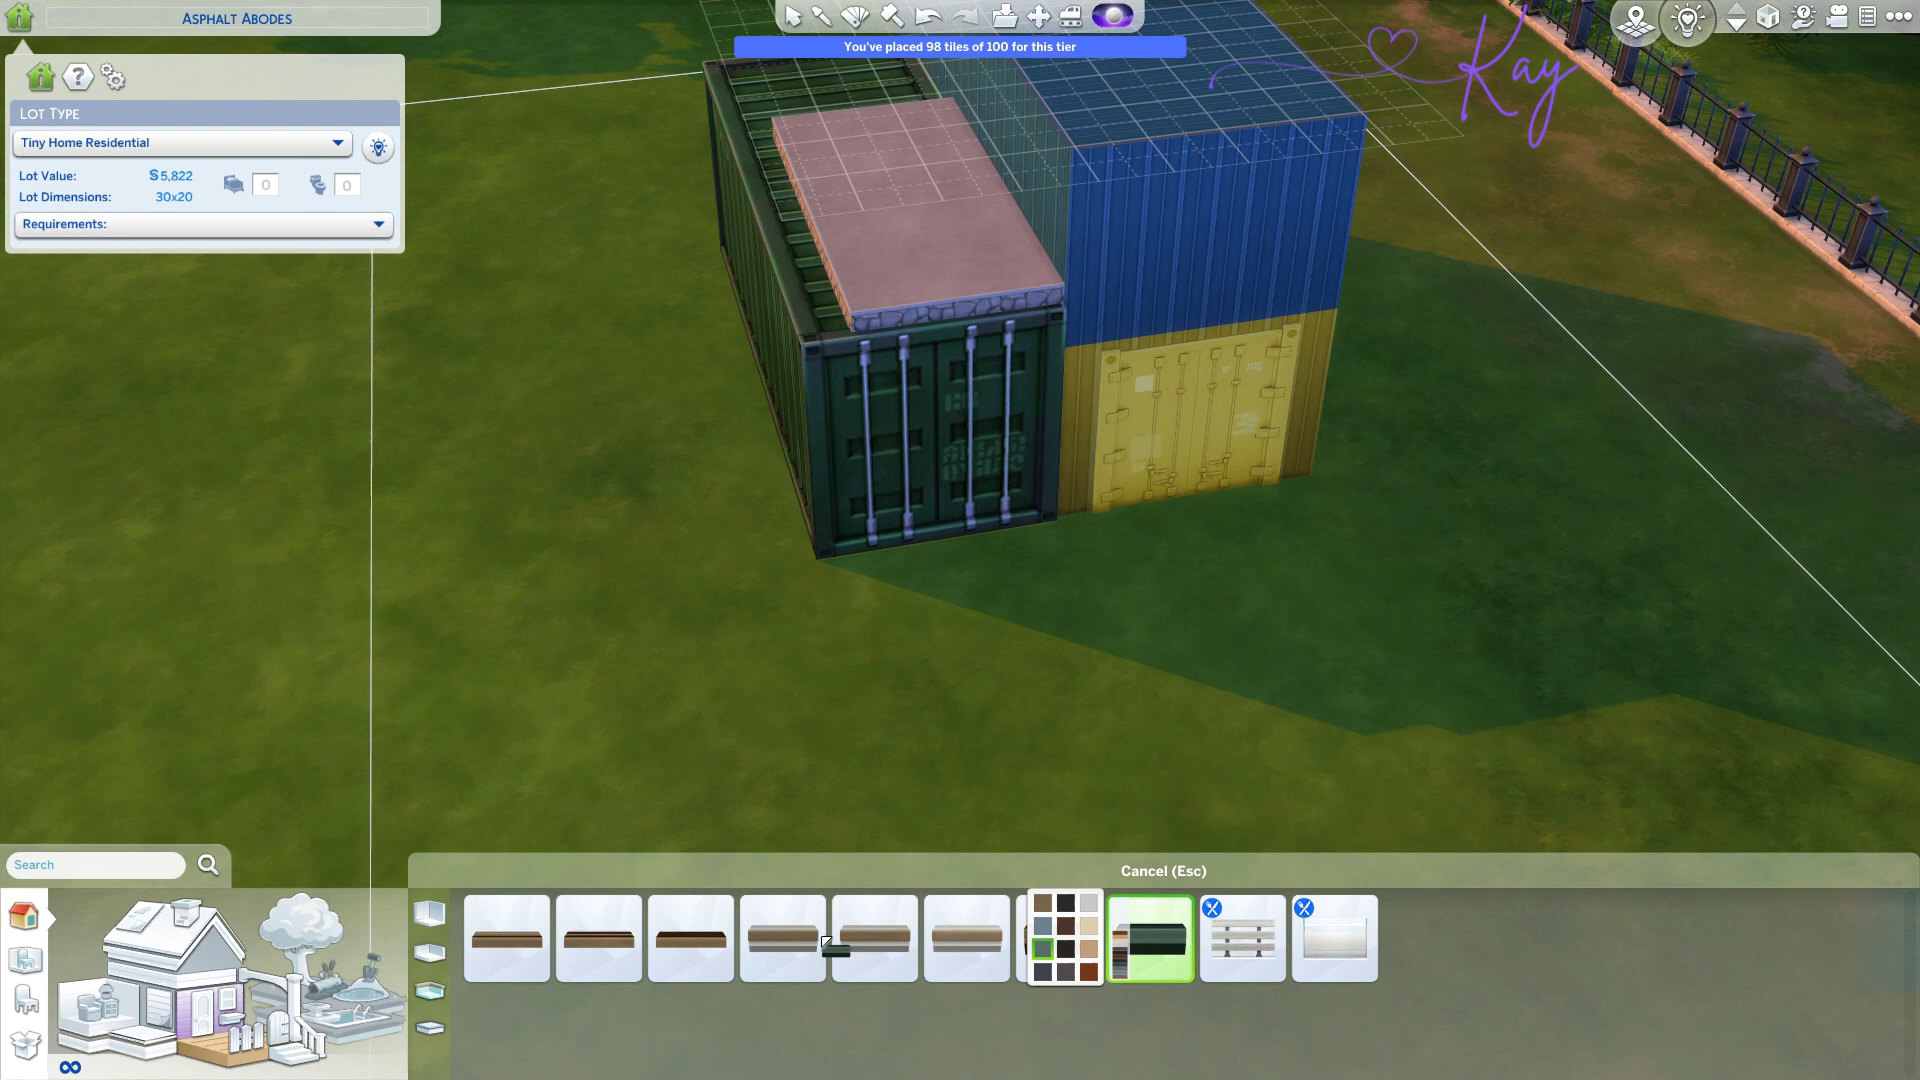 Asphalt Abodes
You've placed 98 tiles of 100 for this tier
Kay
Lot Type
Tiny Home Residential
Lot Value: §5,822
0
0
Lot Dimensions: 30x20
Requirements:
Search
Cancel (Esc)